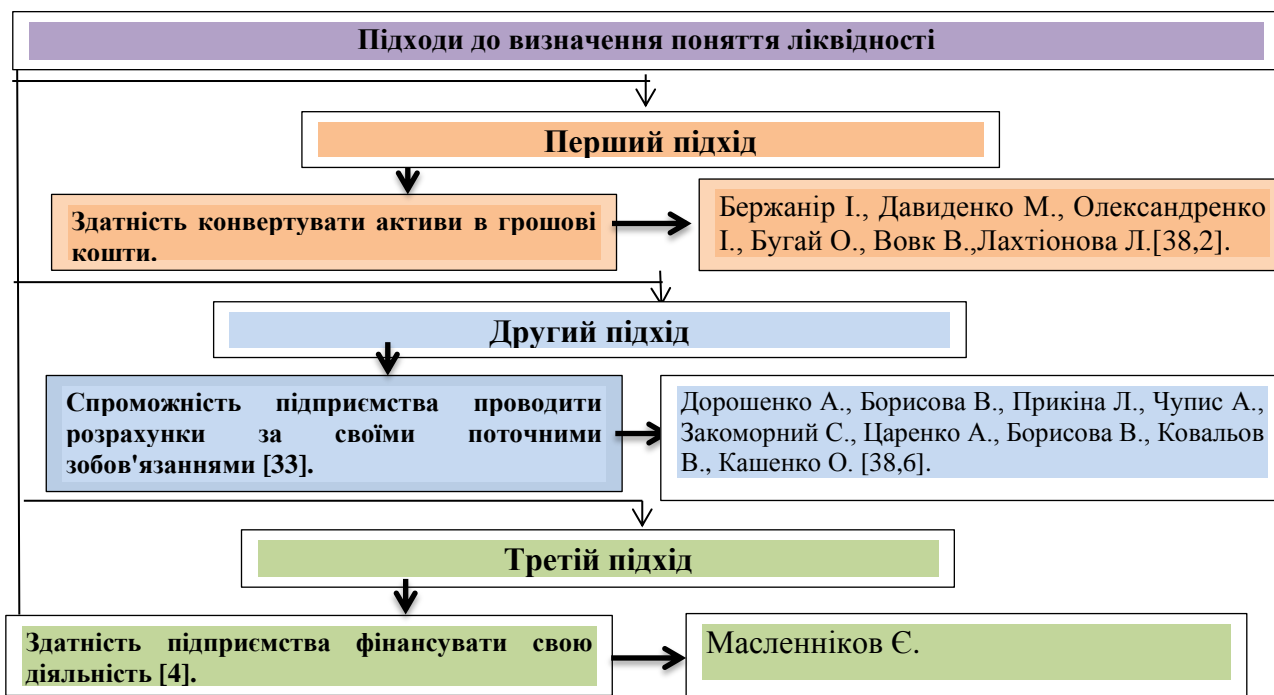 Підходи до визначення поняття ліквідності
Перший підхід
Здатність конвертувати активи в грошові
кошти.
Бержанір І., Давиденко М., Олександренко
І., Бугай О., Вовк В.,Лахтіонова Л.[38,2].
Другий підхід
Спроможність підприємства проводити
розрахунки за своїми поточними
зобов'язаннями [33].
Дорошенко А., Борисова В., Прикіна Л., Чупис А.,
Закоморний С., Царенко А., Борисова В., Ковальов
В., Кашенко О. [38,6].
Третій підхід
Здатність підприємства фінансувати свою
діяльність [4].
Масленніков Є.